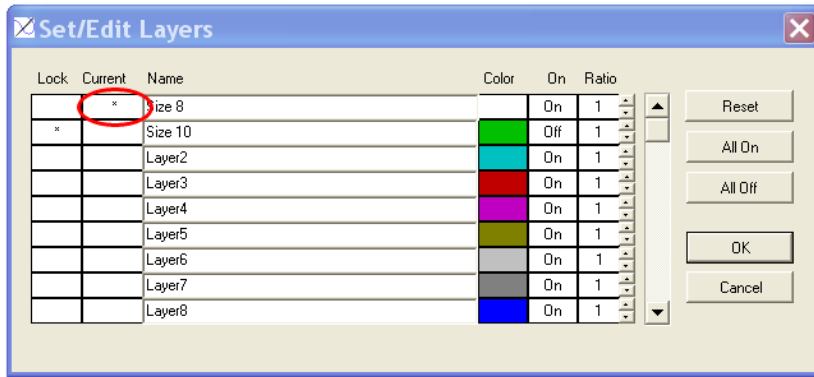 Set/Edit Layers
Lock Current Name Color On Ratio
* Size 8 On 1
* Size 10 Off 1
Layer2 On 1
Layer3 On 1
Layer4 On 1
Layer5 On 1
Layer6 On 1
Layer7 On 1
Layer8 On 1
Reset
All On
All Off
OK
Cancel